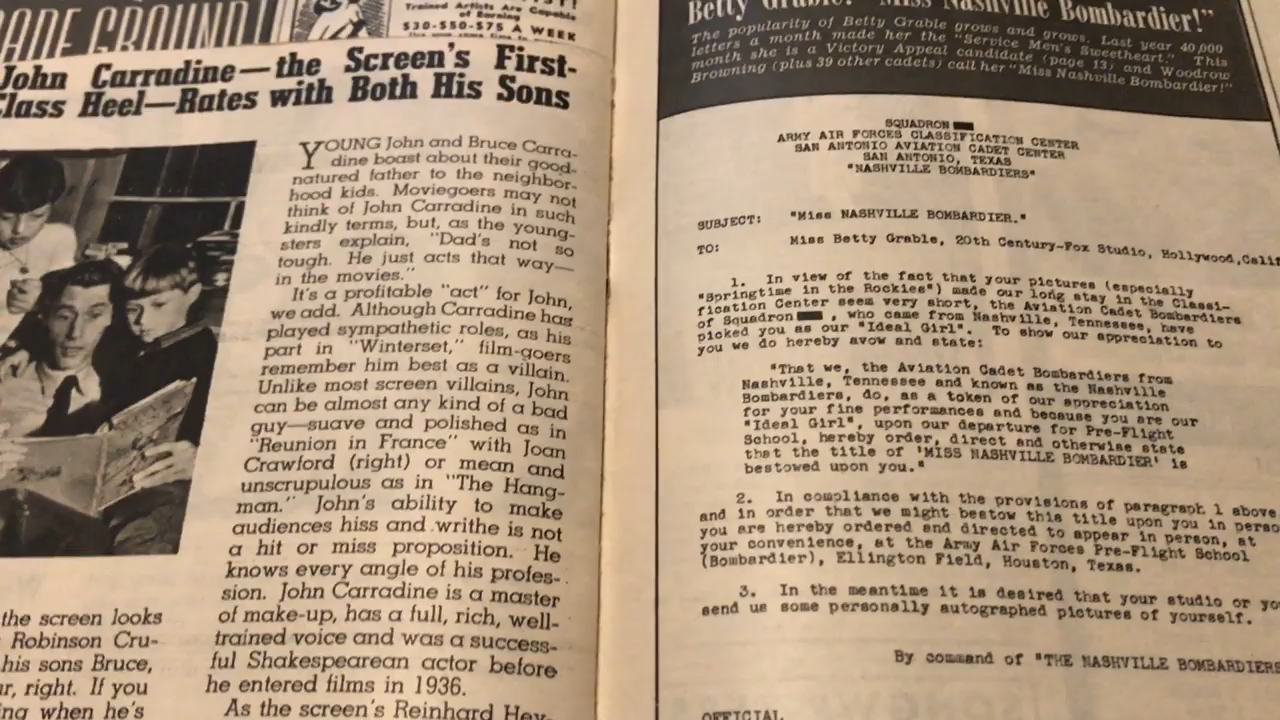 ADE GROUND!
Trained Artists Are Capable
of Earning
$30-$50-$75 A WEEK
John Carradine—the Screen's First-
Class Heel—Rates with Both His Sons
YOUNG John and Bruce Carra-
dine boast about their good-
natured father to the neighbor-
hood kids. Moviegoers may not
think of John Carradine in such
kindly terms, but, as the young-
sters explain, "Dad's not so
tough. He just acts that way—
in the movies."
It's a profitable "act" for John,
we add. Although Carradine has
played sympathetic roles, as his
part in "Winterset," film-goers
remember him best as a villain.
Unlike most screen villains, John
can be almost any kind of a bad
guy—suave and polished as in
"Reunion in France" with Joan
Crawford (right) or mean and
unscrupulous as in "The Hang-
man." John's ability to make
audiences hiss and writhe is not
a hit or miss proposition. He
knows every angle of his profes-
sion. John Carradine is a master
of make-up, has a full, rich, well-
trained voice and was a success-
ful Shakespearean actor before
he entered films in 1936.
As the screen's Reinhard Hey-
the screen looks
Robinson Cru-
his sons Bruce,
ar, right. If you
ing when he's
Betty Grable! "Miss Nashville Bombardier!"
The popularity of Betty Grable grows and grows. Last year 40,000
letters a month made her the "Service Men's Sweetheart." This
month she is a Victory Appeal candidate (page 13) and Woodrow
Browning (plus 39 other cadets) call her "Miss Nashville Bombardier!"
SQUADRON
ARMY AIR FORCES CLASSIFICATION CENTER
SAN ANTONIO AVIATION CADET CENTER
SAN ANTONIO, TEXAS
"NASHVILLE BOMBARDIERS"
SUBJECT: "Miss NASHVILLE BOMBARDIER."
TO: Miss Betty Grable, 20th Century-Fox Studio, Hollywood,Calif
1. In view of the fact that your pictures (especially
"Springtime in the Rockies") made our long stay in the Classi-
fication Center seem very short, the Aviation Cadet Bombardiers
of Squadron , who came from Nashville, Tennessee, have
picked you as our "Ideal Girl". To show our appreciation to
you we do hereby avow and state:
"That we, the Aviation Cadet Bombardiers from
Nashville, Tennessee and known as the Nashville
Bombardiers, do, as a token of our appreciation
for your fine performances and because you are our
"Ideal Girl", upon our departure for Pre-Flight
School, hereby order, direct and otherwise state
that the title of 'MISS NASHVILLE BOMBARDIER' is
bestowed upon you."
2. In compliance with the provisions of paragraph 1 above
and in order that we might bestow this title upon you in perso
you are hereby ordered and directed to appear in person, at
your convenience, at the Army Air Forces Pre-Flight School
(Bombardier), Ellington Field, Houston, Texas.
3. In the meantime it is desired that your studio or yo
send us some personally autographed pictures of yourself.
By command of "THE NASHVILLE BOMBARDIERS
OFFICIAL